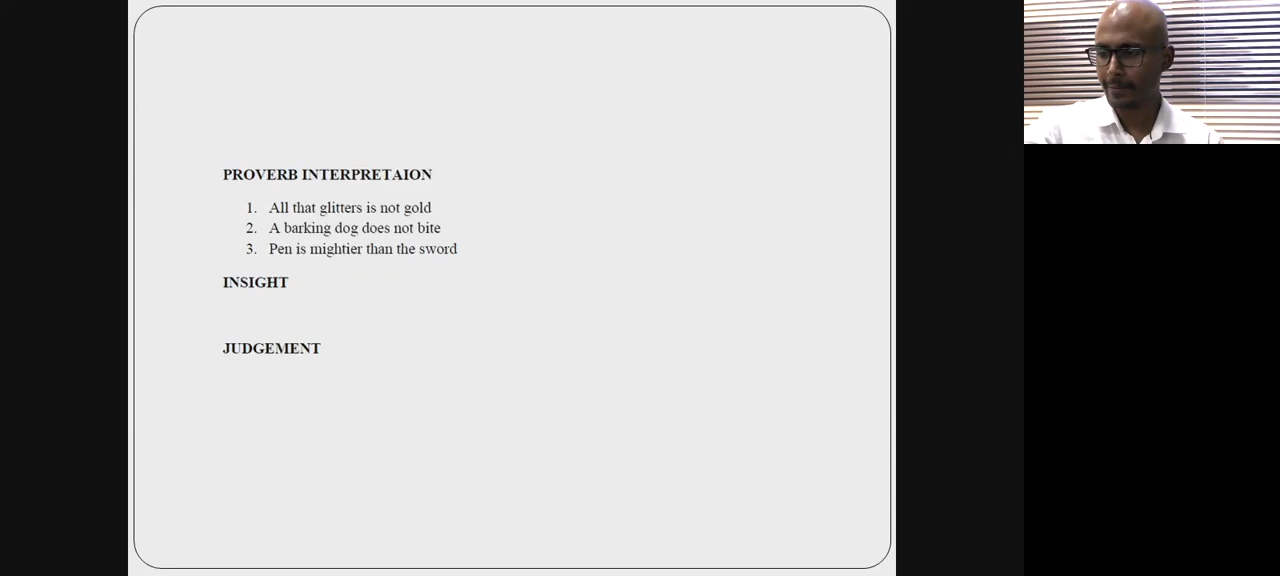 PROVERB INTERPRETAION
1. All that glitters is not gold
2. A barking dog does not bite
3. Pen is mightier than the sword
INSIGHT
JUDGEMENT